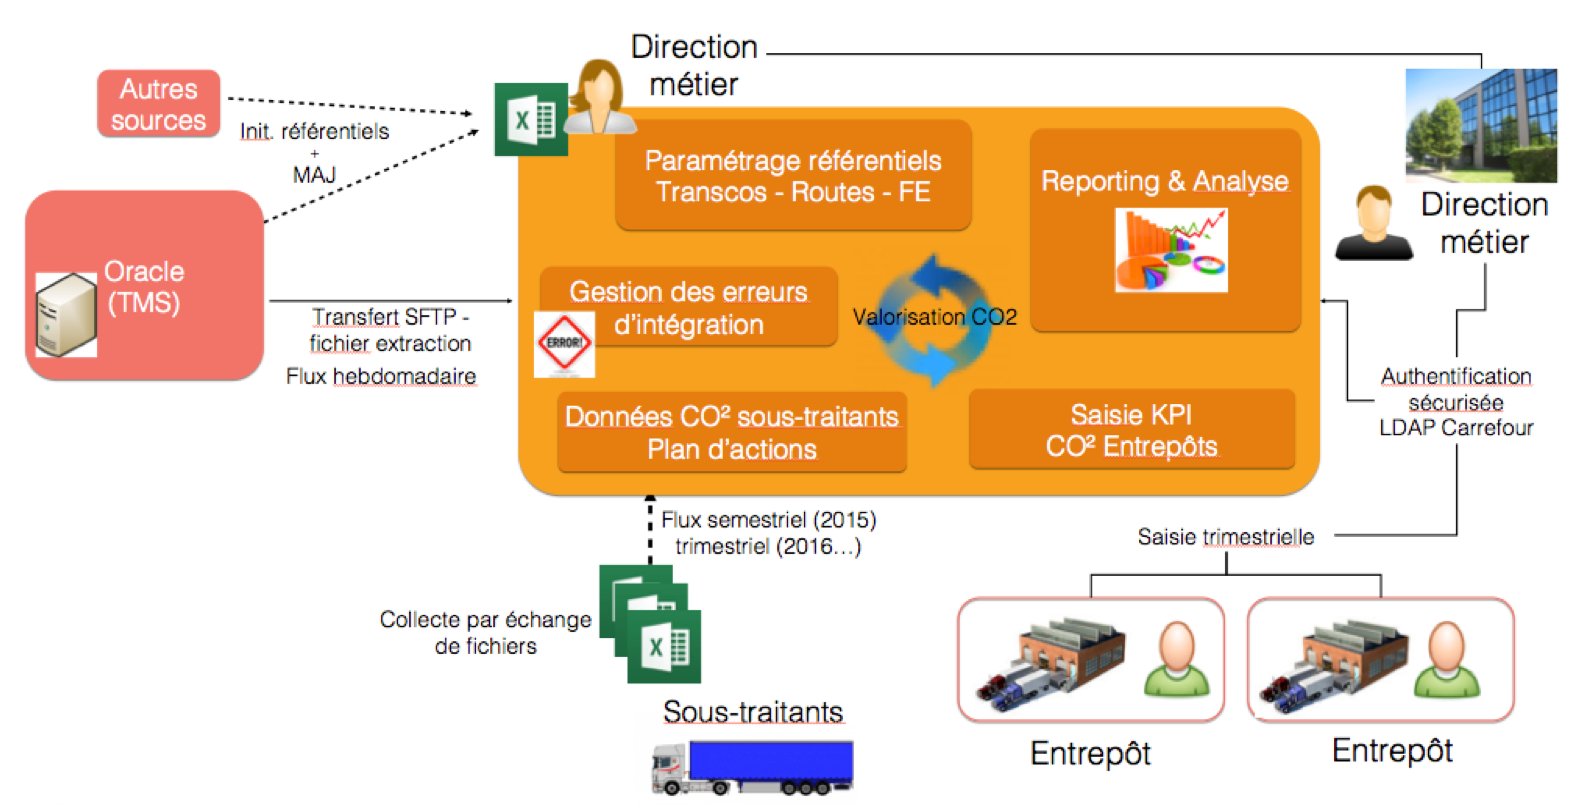 Direction
métier
Autres
sources
Init. référentiels
+
MAJ
X
Paramétrage référentiels
Transcos - Routes - FE
Reporting & Analyse
Direction
métier
Oracle
(TMS)
Transfert SFTP -
fichier extraction
Flux hebdomadaire
Gestion des erreurs
d'intégration
ERROR!
Valorisation CO2
Authentification
sécurisée
LDAP Carrefour
Données CO² sous-traitants
Plan d'actions
Saisie KPI
CO² Entrepôts
Flux semestriel (2015)
trimestriel (2016...)
Saisie trimestrielle
Collecte par échange
de fichiers
X
Sous-traitants
Entrepôt
Entrepôt